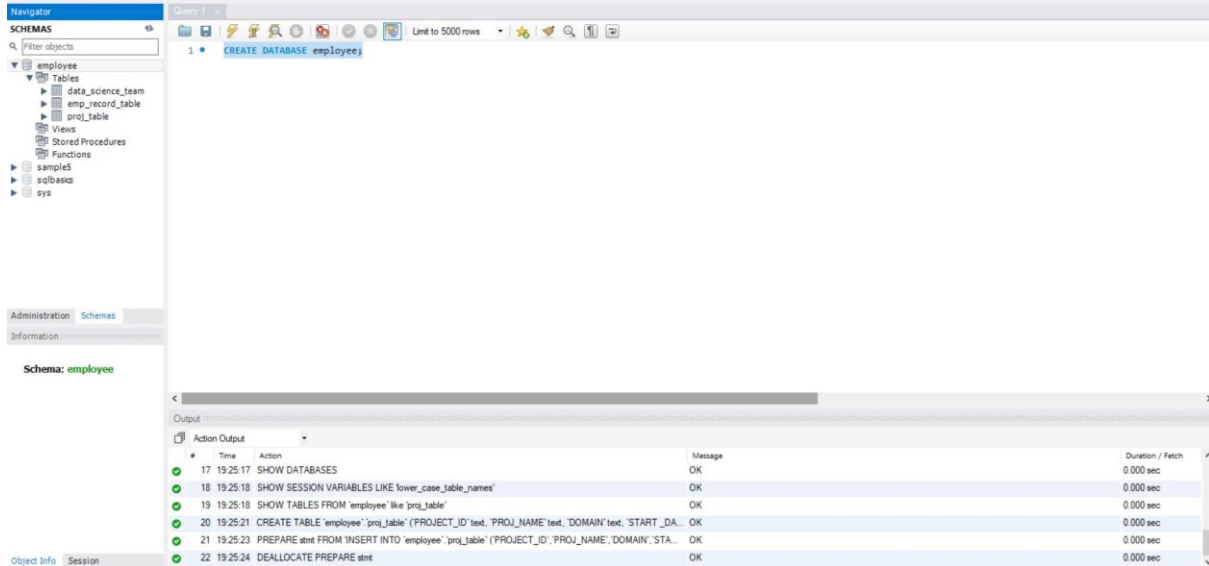 Navigator
SCHEMAS
Filter objects
employee
Tables
data_science_team
emp_record_table
proj_table
Views
Stored Procedures
Functions
sample5
sqlbasics
sys
Administration Schemas
Information
Schema: employee
Object Info Session
Query 1
Limit to 5000 rows
1 CREATE DATABASE employee;
Output
Action Output
# Time Action Message Duration / Fetch
17 19:25:17 SHOW DATABASES OK 0.000 sec
18 19:25:18 SHOW SESSION VARIABLES LIKE 'lower_case_table_names' OK 0.000 sec
19 19:25:18 SHOW TABLES FROM `employee` like 'proj_table' OK 0.000 sec
20 19:25:21 CREATE TABLE `employee`.`proj_table` (`PROJECT_ID` text, `PROJ_NAME` text, `DOMAIN` text, `START _DA... OK 0.000 sec
21 19:25:23 PREPARE stmt FROM 'INSERT INTO `employee`.`proj_table` (`PROJECT_ID`,`PROJ_NAME`,`DOMAIN`,`STA... OK 0.000 sec
22 19:25:24 DEALLOCATE PREPARE stmt OK 0.000 sec